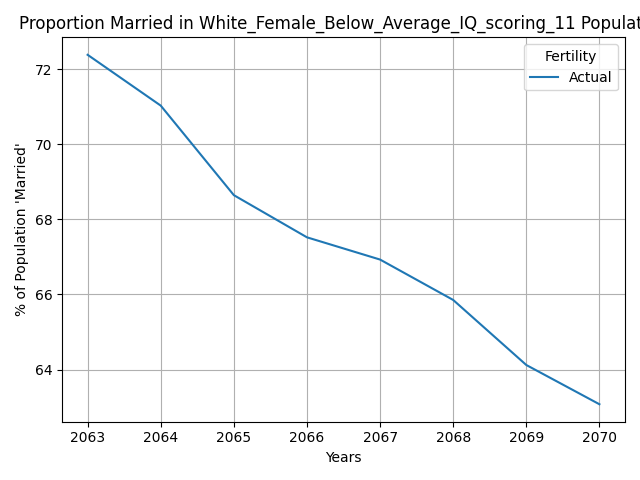 Proportion Married in White_Female_Below_Average_IQ_scoring_11 Populat
Fertility
Actual
72
70
68
66
64
% of Population 'Married'
2063 2064 2065 2066 2067 2068 2069 2070
Years